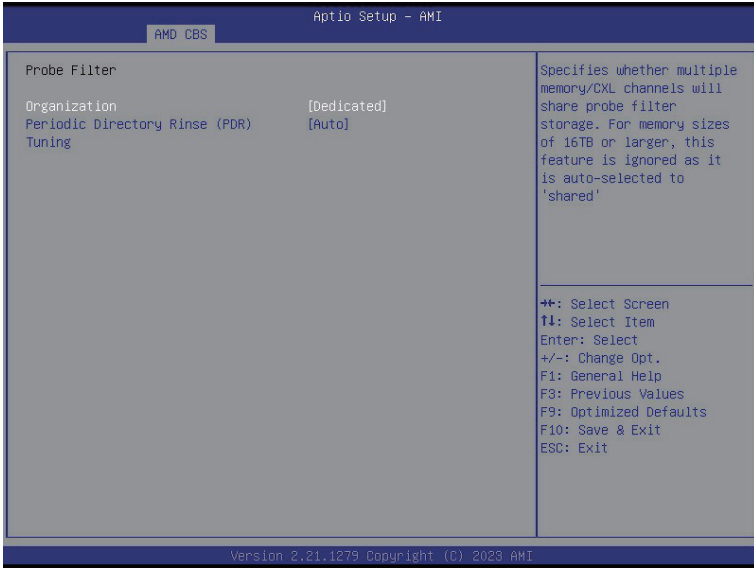 Aptio Setup – AMI
AMD CBS
Probe Filter
Organization [Dedicated]
Periodic Directory Rinse (PDR) [Auto]
Tuning
Specifies whether multiple
memory/CXL channels will
share probe filter
storage. For memory sizes
of 16TB or larger, this
feature is ignored as it
is auto-selected to
'shared'
→←: Select Screen
↑↓: Select Item
Enter: Select
+/-: Change Opt.
F1: General Help
F3: Previous Values
F9: Optimized Defaults
F10: Save & Exit
ESC: Exit
Version 2.21.1279 Copyright (C) 2023 AMI